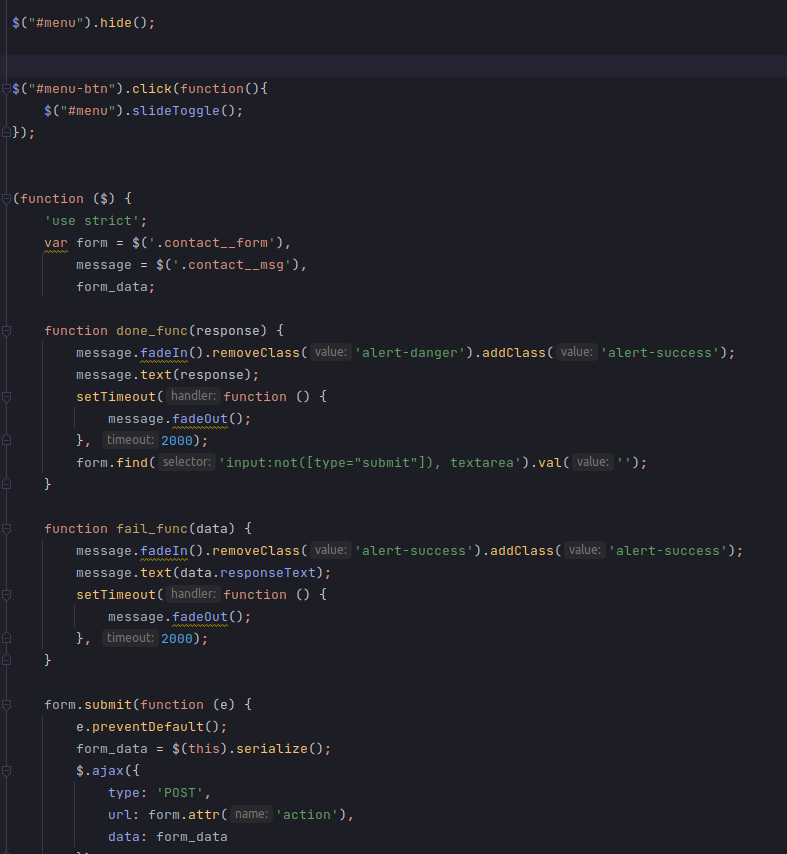 $("#menu").hide();
$("#menu-btn").click(function(){
    $("#menu").slideToggle();
});
(function ($) {
    'use strict';
    var form = $('.contact__form'),
        message = $('.contact__msg'),
        form_data;
    function done_func(response) {
        message.fadeIn().removeClass( value: 'alert-danger').addClass( value: 'alert-success');
        message.text(response);
        setTimeout( handler: function () {
            message.fadeOut();
        }, timeout: 2000);
        form.find( selector: 'input:not([type="submit"]), textarea').val( value: '');
    }
    function fail_func(data) {
        message.fadeIn().removeClass( value: 'alert-success').addClass( value: 'alert-success');
        message.text(data.responseText);
        setTimeout( handler: function () {
            message.fadeOut();
        }, timeout: 2000);
    }
    form.submit(function (e) {
        e.preventDefault();
        form_data = $(this).serialize();
        $.ajax({
            type: 'POST',
            url: form.attr( name: 'action'),
            data: form_data